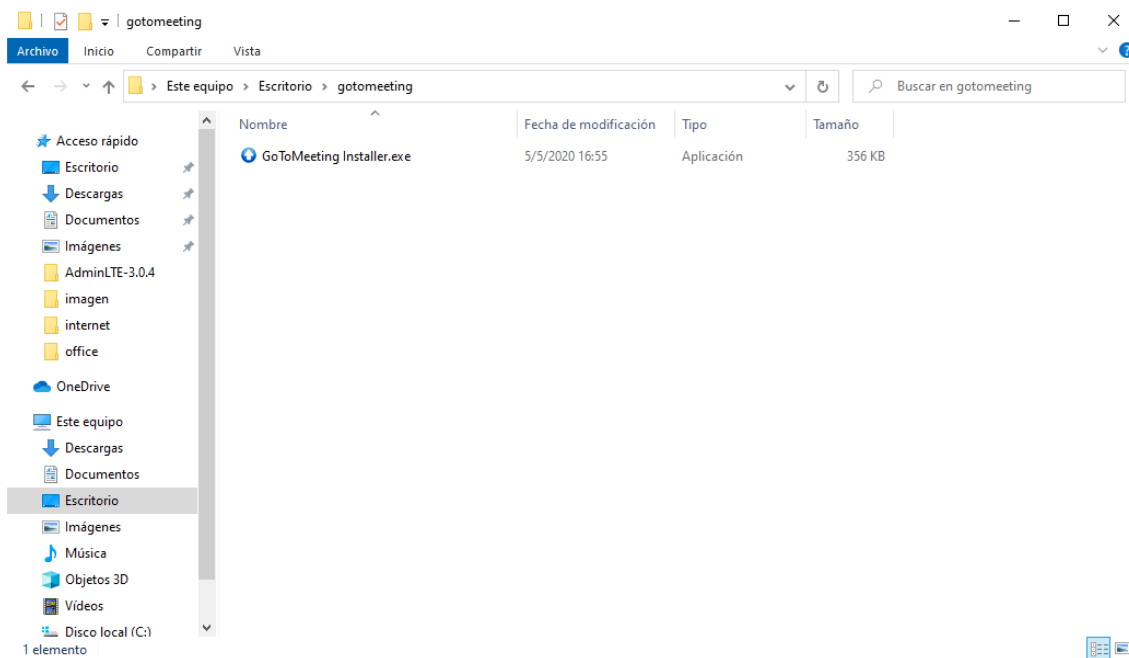 gotomeeting
Archivo Inicio Compartir Vista
Este equipo > Escritorio > gotomeeting
Buscar en gotomeeting
Acceso rápido
Escritorio
Descargas
Documentos
Imágenes
AdminLTE-3.0.4
imagen
internet
office
OneDrive
Este equipo
Descargas
Documentos
Escritorio
Imágenes
Música
Objetos 3D
Vídeos
Disco local (C:)
Nombre Fecha de modificación Tipo Tamaño
GoToMeeting Installer.exe 5/5/2020 16:55 Aplicación 356 KB
1 elemento